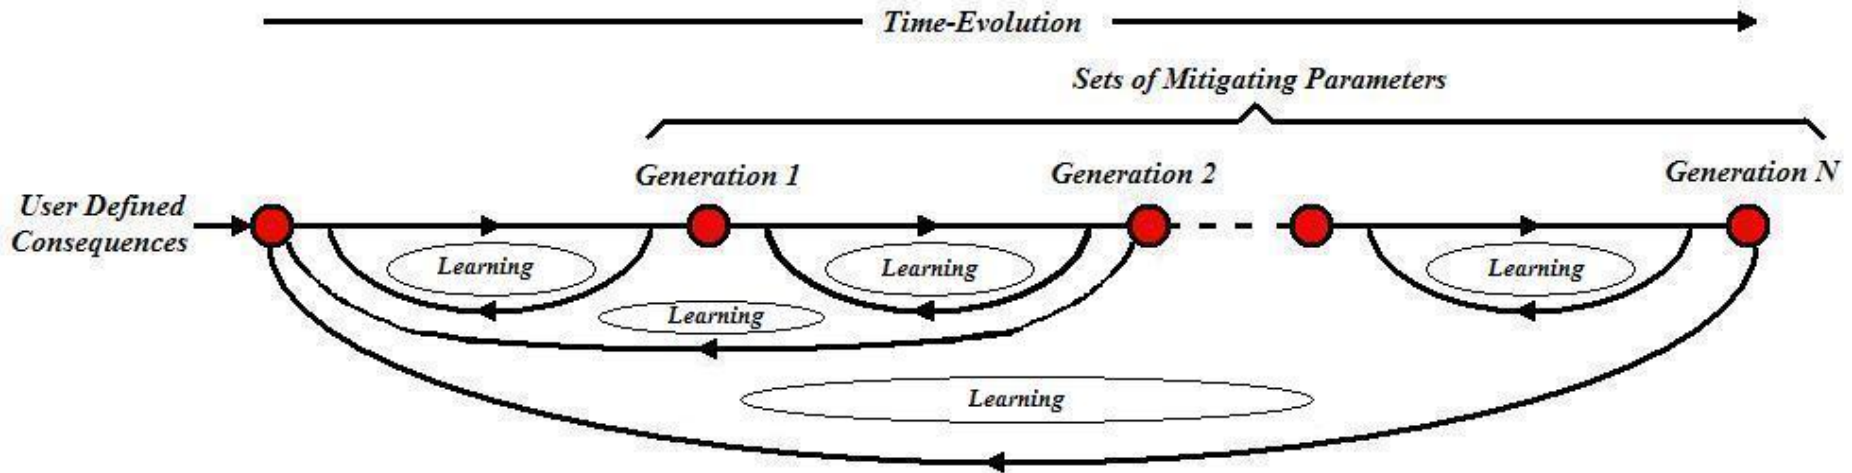 Time-Evolution
Sets of Mitigating Parameters
Generation 1
Generation 2
Generation N
User Defined
Consequences
Learning
Learning
Learning
Learning
Learning